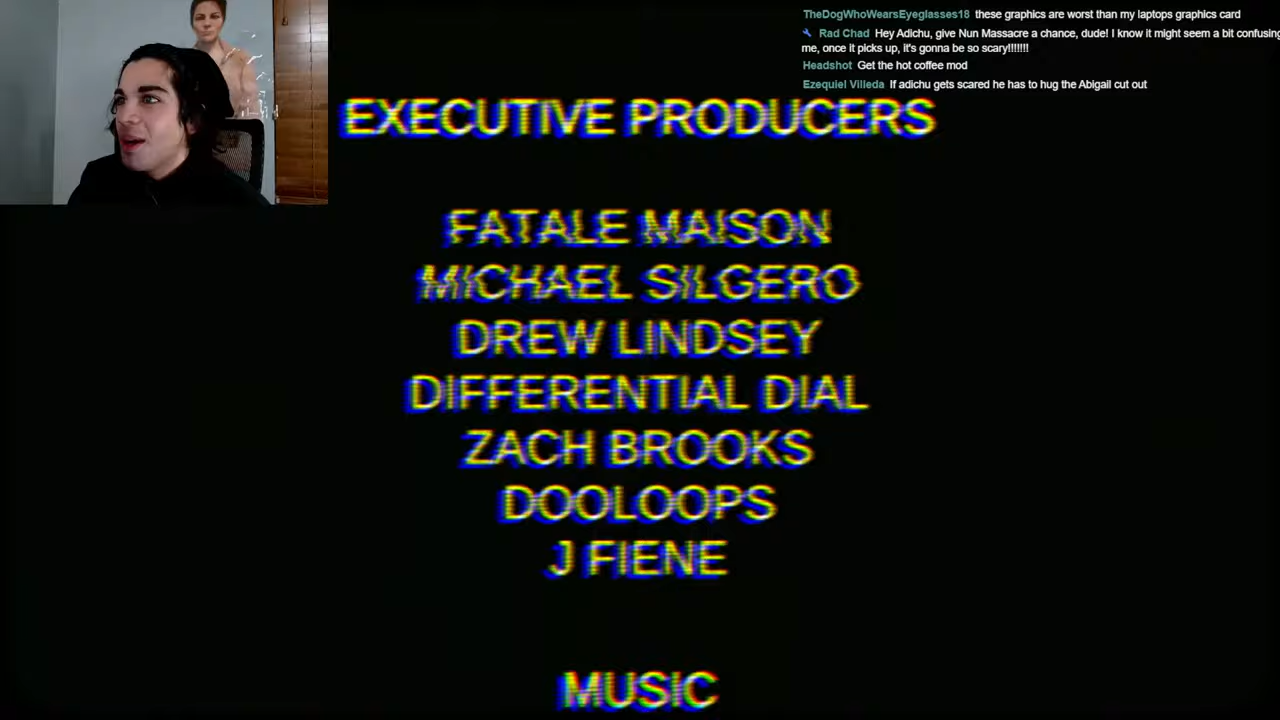 TheDogWhoWearsEyeglasses18 these graphics are worst than my laptops graphics card
Rad Chad Hey Adichu, give Nun Massacre a chance, dude! I know it might seem a bit confusing
me, once it picks up, it's gonna be so scary!!!!!!!
Headshot Get the hot coffee mod
Ezequiel Villeda If adichu gets scared he has to hug the Abigail cut out
EXECUTIVE PRODUCERS
FATALE MAISON
MICHAEL SILGERO
DREW LINDSEY
DIFFERENTIAL DIAL
ZACH BROOKS
DOOLOOPS
J FIENE
MUSIC